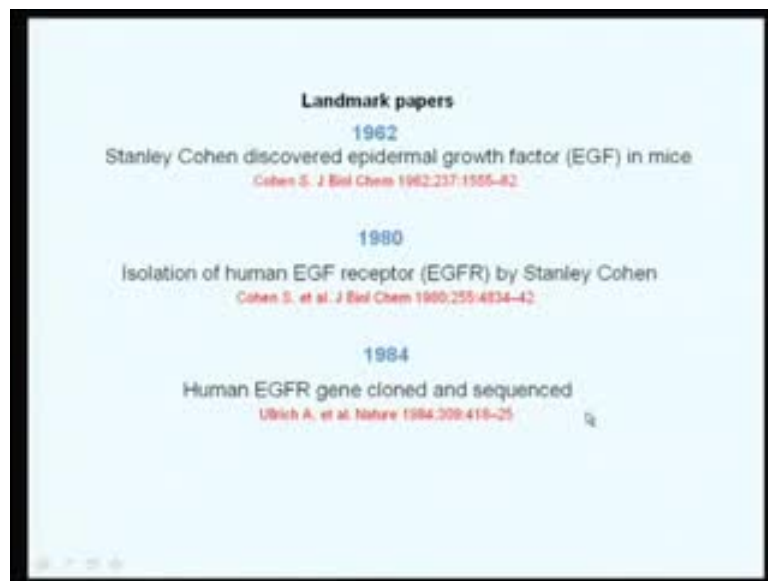 Landmark papers
1962
Stanley Cohen discovered epidermal growth factor (EGF) in mice
Cohen S. J Biol Chem 1962;237:1555–62
1980
Isolation of human EGF receptor (EGFR) by Stanley Cohen
Cohen S. et al. J Biol Chem 1980;255:4834–42
1984
Human EGFR gene cloned and sequenced
Ullrich A. et al. Nature 1984;309:418–25